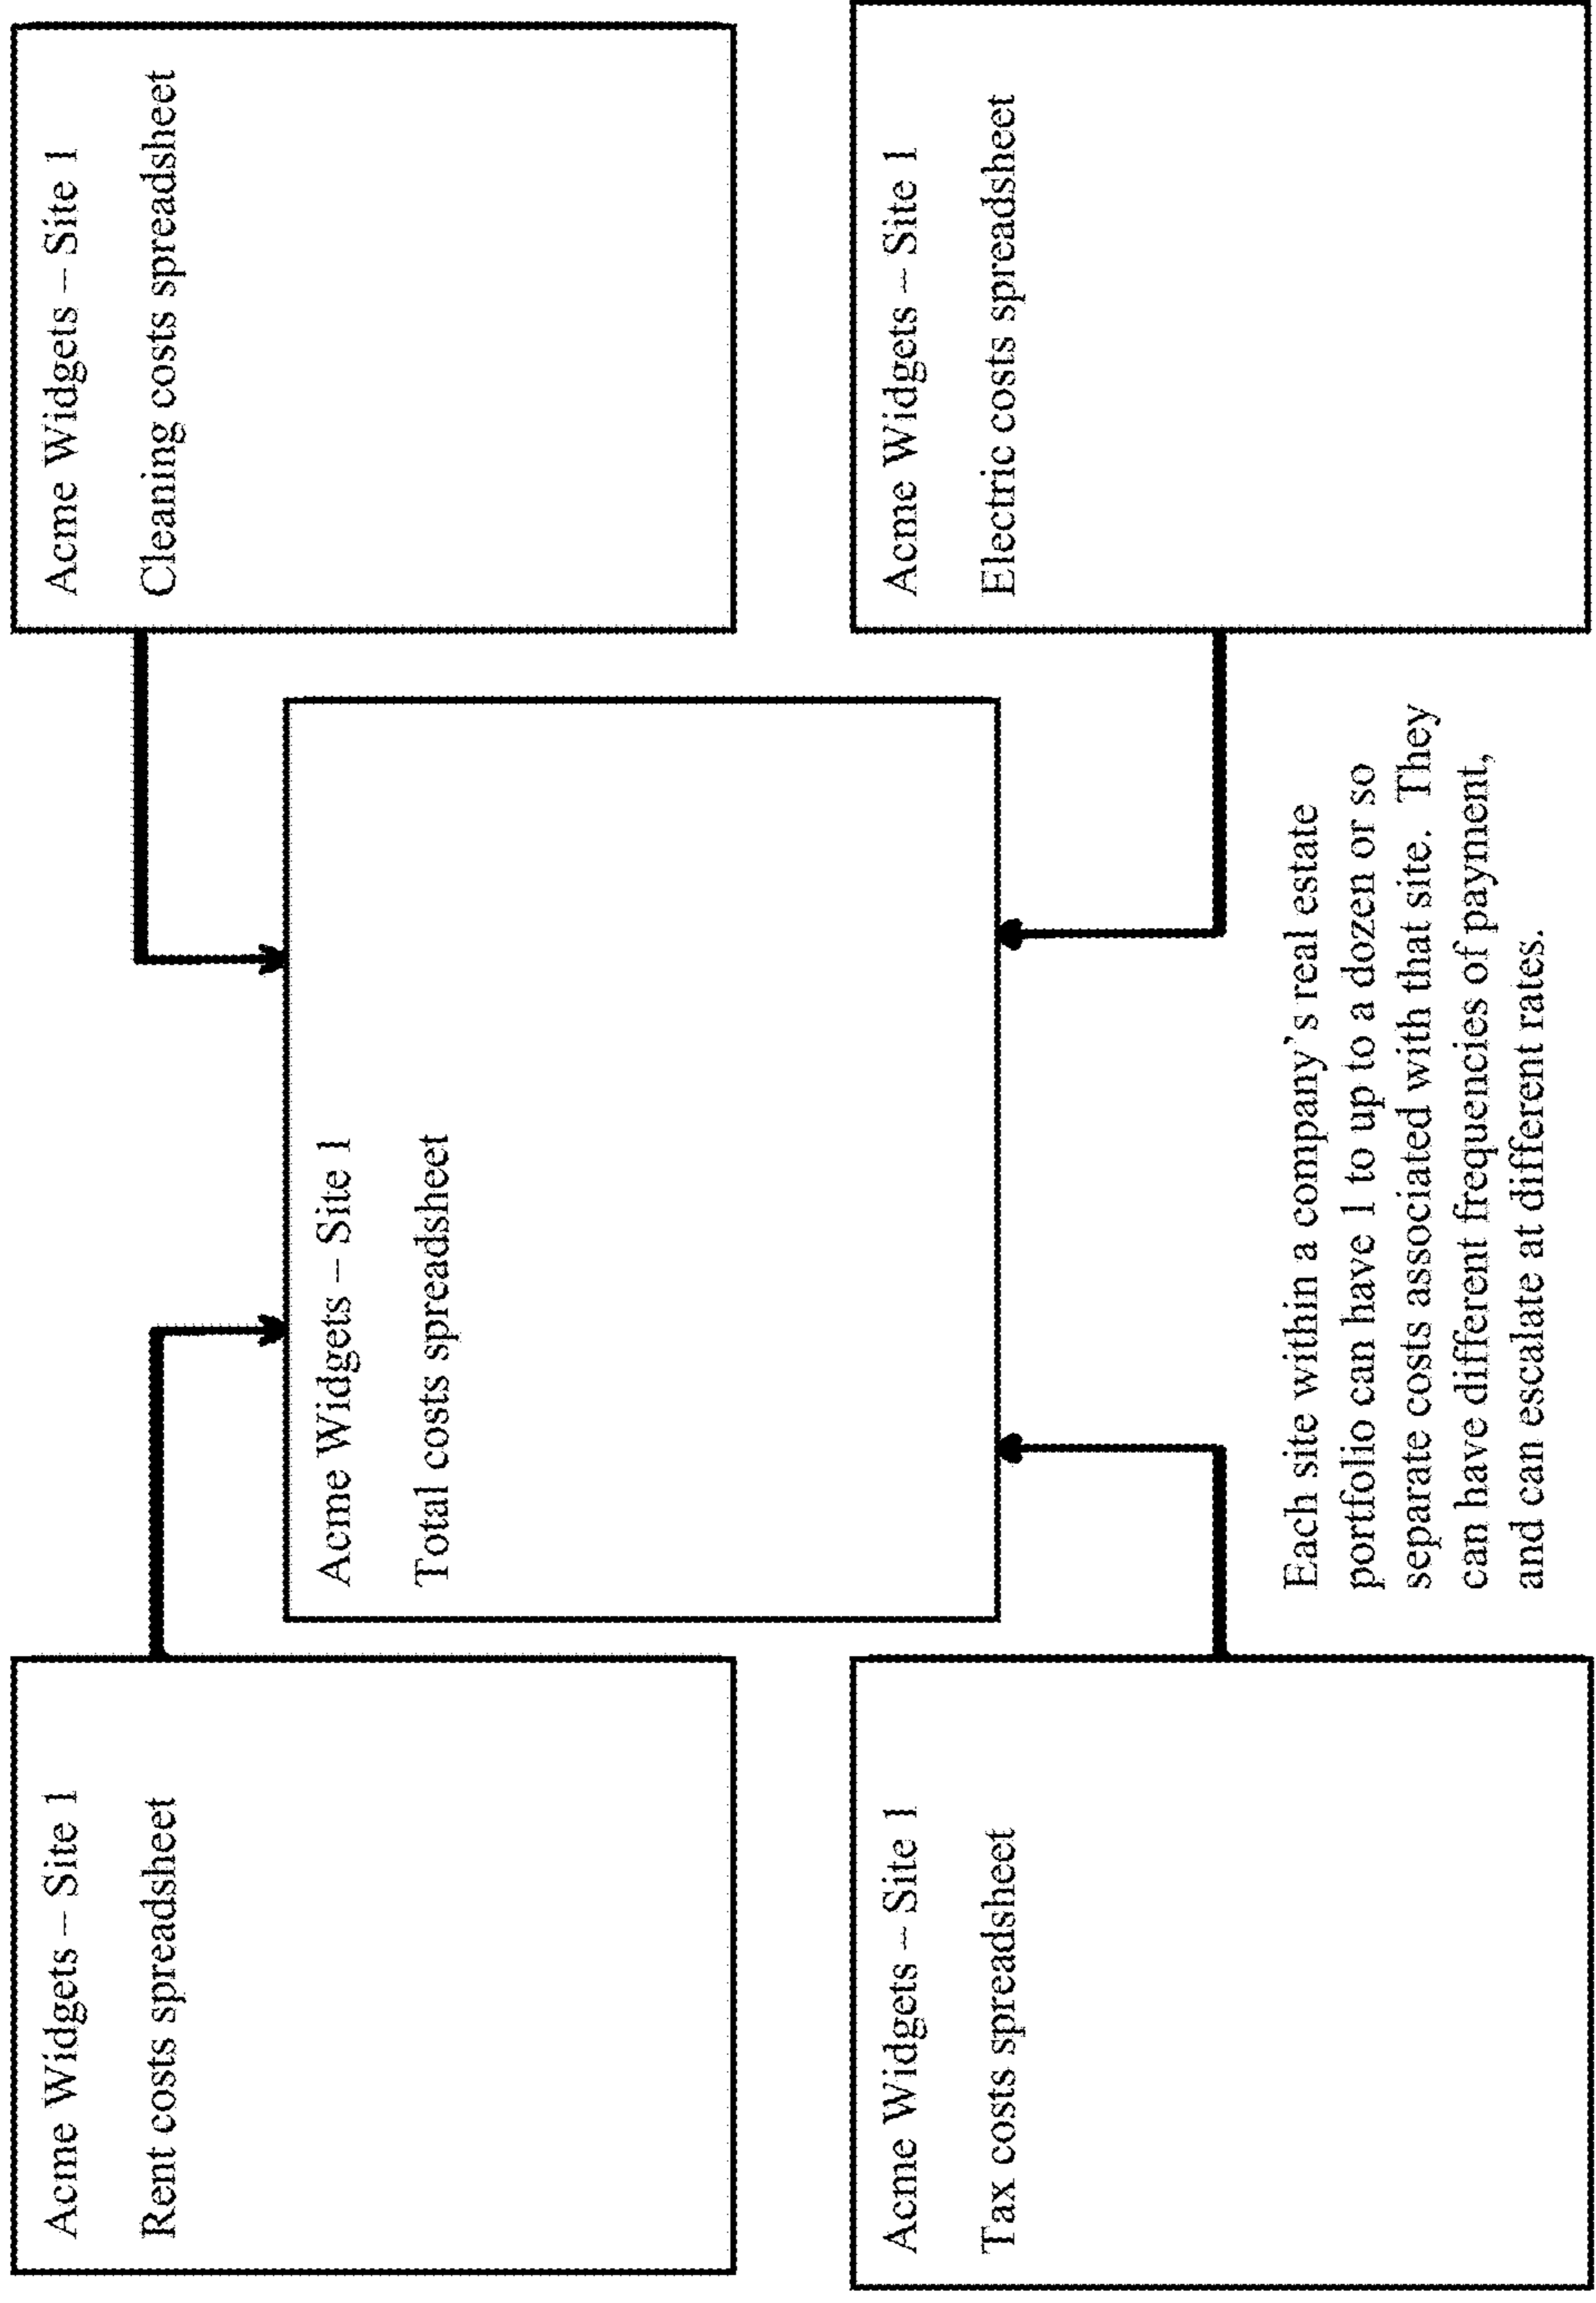 Acme Widgets – Site 1
Rent costs spreadsheet
Acme Widgets – Site 1
Cleaning costs spreadsheet
Acme Widgets – Site 1
Total costs spreadsheet
Acme Widgets – Site 1
Tax costs spreadsheet
Acme Widgets – Site 1
Electric costs spreadsheet
Each site within a company's real estate
portfolio can have 1 to up to a dozen or so
separate costs associated with that site. They
can have different frequencies of payment,
and can escalate at different rates.